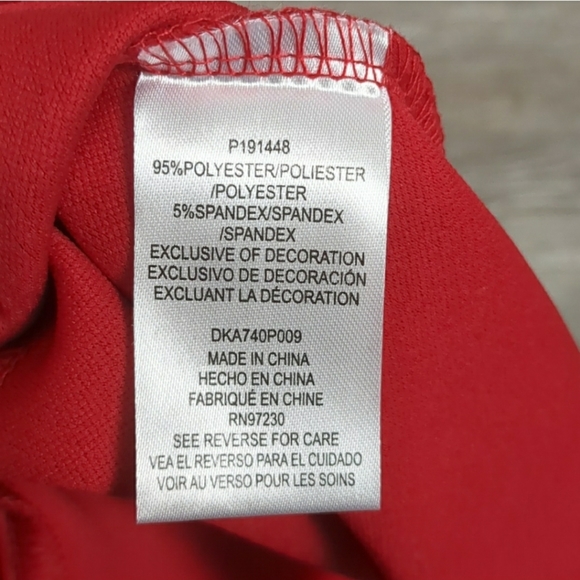 P191448
95%POLYESTER/POLIESTER
/POLYESTER
5%SPANDEX/SPANDEX
/SPANDEX
EXCLUSIVE OF DECORATION
EXCLUSIVO DE DECORACIÓN
EXCLUANT LA DÉCORATION
DKA740P009
MADE IN CHINA
HECHO EN CHINA
FABRIQUÉ EN CHINE
RN97230
SEE REVERSE FOR CARE
VEA EL REVERSO PARA EL CUIDADO
VOIR AU VERSO POUR LES SOINS